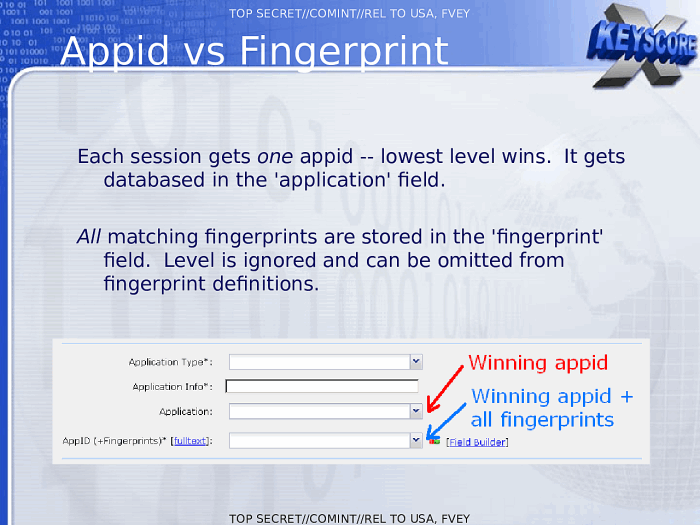 TOP SECRET//COMINT//REL TO USA, FVEY
Appid vs Fingerprint
X KEYSCORE
Each session gets one appid -- lowest level wins. It gets
databased in the 'application' field.
All matching fingerprints are stored in the 'fingerprint'
field. Level is ignored and can be omitted from
fingerprint definitions.
Application Type*:
Application Info*:
Application:
AppID (+Fingerprints)* [fulltext]:
[Field Builder]
Winning appid
Winning appid +
all fingerprints
TOP SECRET//COMINT//REL TO USA, FVEY